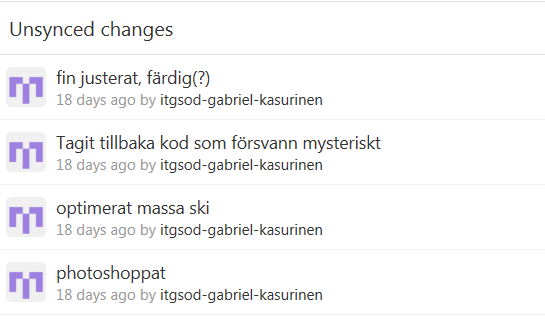 Unsynced changes
fin justerat, färdig(?)
18 days ago by itgsod-gabriel-kasurinen
Tagit tillbaka kod som försvann mysteriskt
18 days ago by itgsod-gabriel-kasurinen
optimerat massa ski
18 days ago by itgsod-gabriel-kasurinen
photoshoppat
18 days ago by itgsod-gabriel-kasurinen